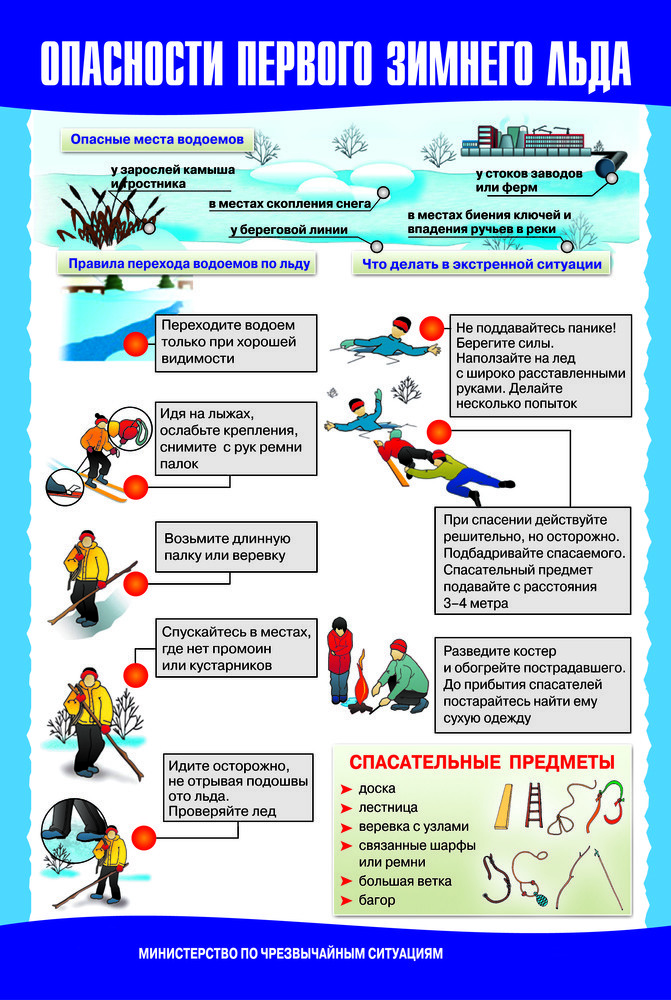 ОПАСНОСТИ ПЕРВОГО ЗИМНЕГО ЛЬДА
Опасные места водоемов
у зарослей камыша
и тростника
в местах скопления снега
у береговой линии
у стоков заводов
или ферм
в местах биения ключей и
впадения ручьев в реки
Правила перехода водоемов по льду
Переходите водоем
только при хорошей
видимости
Идя на лыжах,
ослабьте крепления,
снимите с рук ремни
палок
Возьмите длинную
палку или веревку
Спускайтесь в местах,
где нет промоин
или кустарников
Идите осторожно,
не отрывая подошвы
ото льда.
Проверяйте лед
Что делать в экстренной ситуации
Не поддавайтесь панике!
Берегите силы.
Наползайте на лед
с широко расставленными
руками. Делайте
несколько попыток
При спасении действуйте
решительно, но осторожно.
Подбадривайте спасаемого.
Спасательный предмет
подавайте с расстояния
3–4 метра
Разведите костер
и обогрейте пострадавшего.
До прибытия спасателей
постарайтесь найти ему
сухую одежду
СПАСАТЕЛЬНЫЕ ПРЕДМЕТЫ
доска
лестница
веревка с узлами
связанные шарфы
или ремни
большая ветка
багор
МИНИСТЕРСТВО ПО ЧРЕЗВЫЧАЙНЫМ СИТУАЦИЯМ